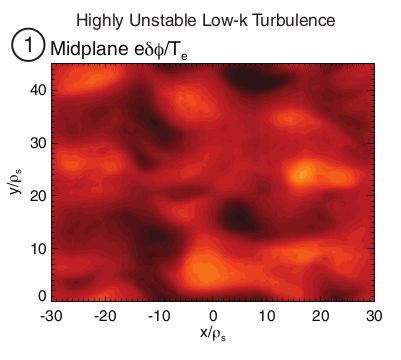 Highly Unstable Low-k Turbulence
1 Midplane eδϕ/Te
40
30
20
10
0
y/ρs
-30 -20 -10 0 10 20 30
x/ρs